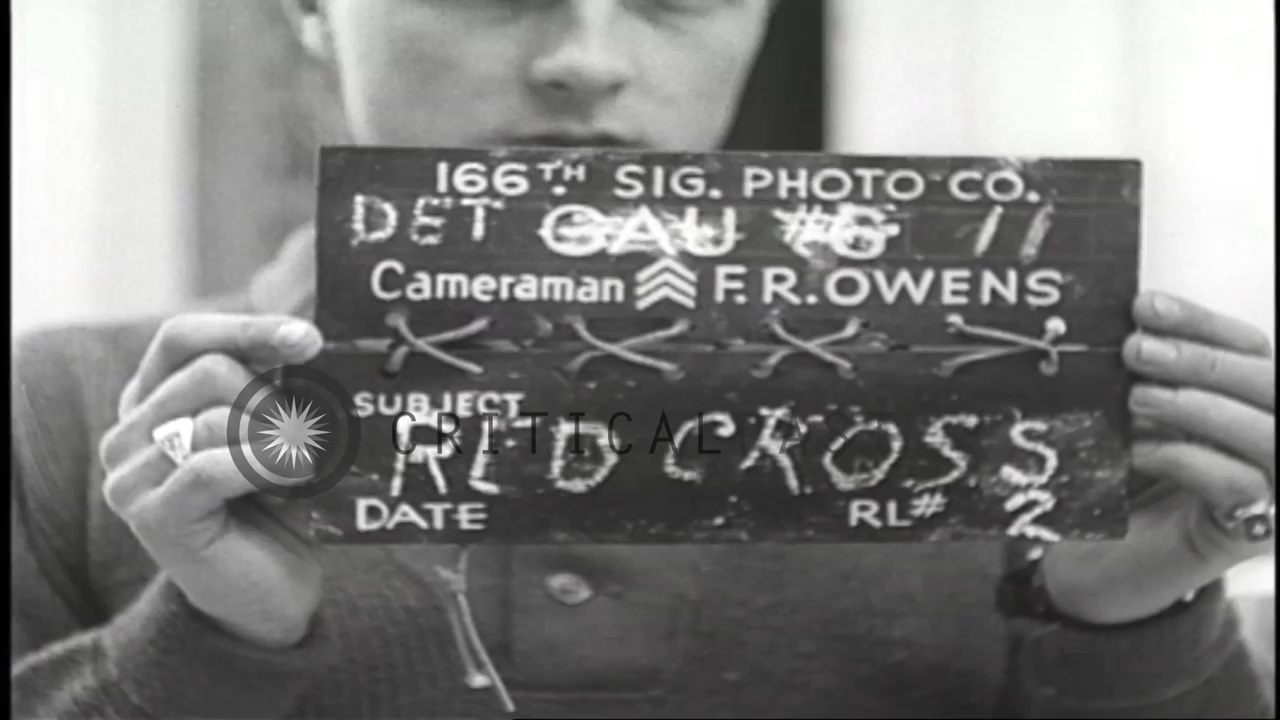 166TH SIG. PHOTO CO.
DET GAU #6 11
Cameraman F.R.OWENS
SUBJECT
RED CROSS
DATE RL# 2
CRITICAL